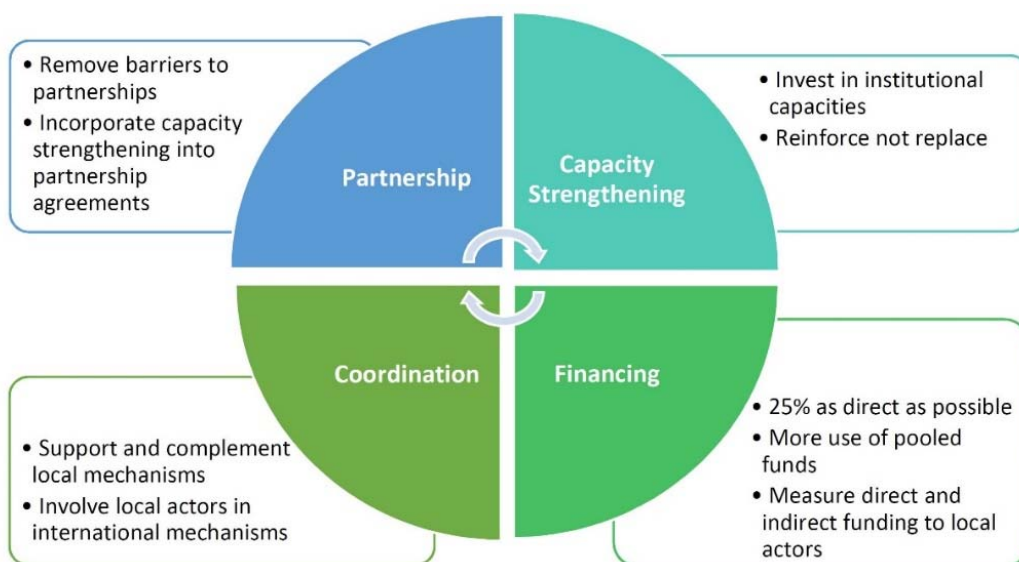 • Remove barriers to
partnerships
• Incorporate capacity
strengthening into
partnership
agreements
Partnership
Capacity
Strengthening
• Invest in institutional
capacities
• Reinforce not replace
Coordination
• Support and complement
local mechanisms
• Involve local actors in
international mechanisms
Financing
• 25% as direct as possible
• More use of pooled
funds
• Measure direct and
indirect funding to local
actors